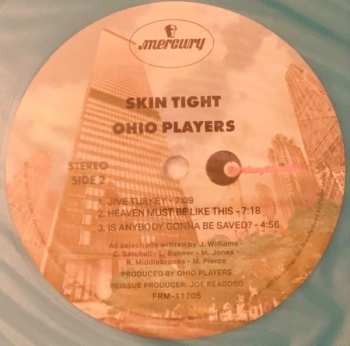 mercury
SKIN TIGHT
OHIO PLAYERS
STEREO
SIDE 2
1. JIVE TURKEY - 7:09
2. HEAVEN MUST BE LIKE THIS - 7:18
3. IS ANYBODY GONNA BE SAVED? - 4:56
All selections written by J. Williams
C. Satchell - L. Bonner - M. Jones
R. Middlebrooks - M. Pierce
PRODUCED BY OHIO PLAYERS
REISSUE PRODUCER: JOE READING
FRM-11705